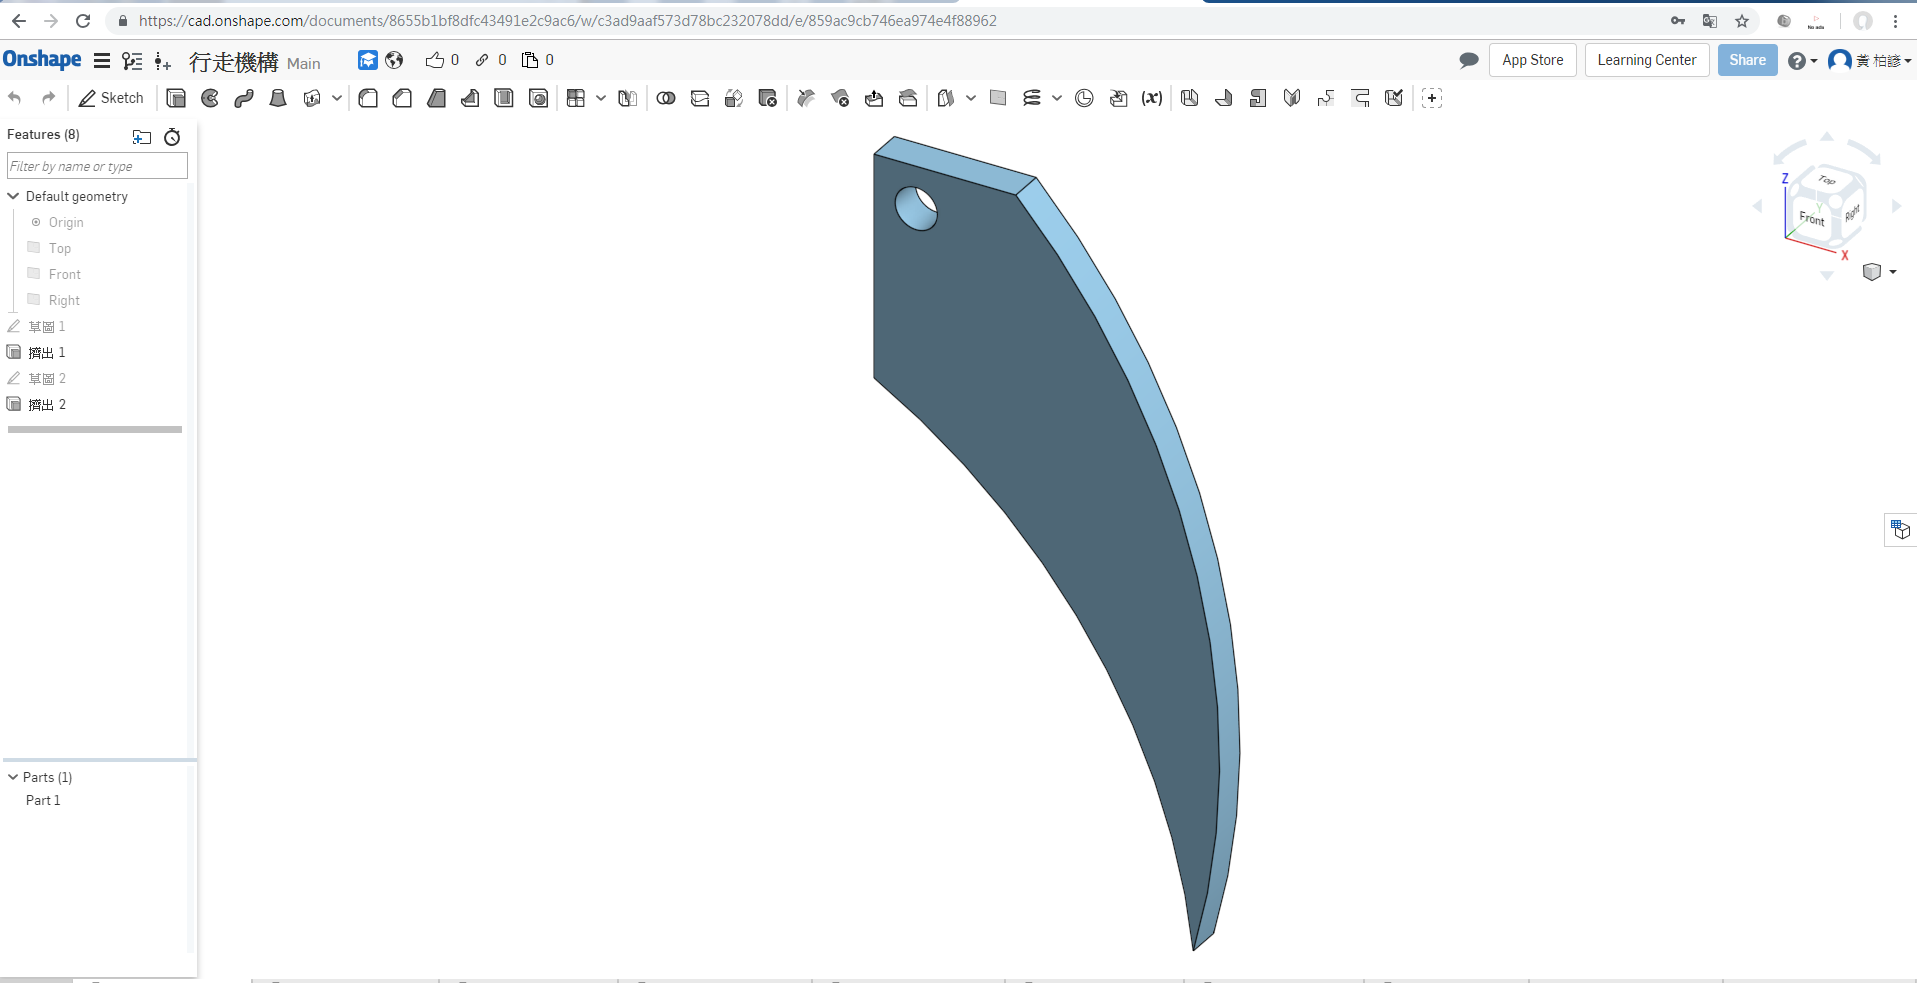 https://cad.onshape.com/documents/8655b1bf8dfc43491e2c9ac6/w/c3ad9aaf573d78bc232078dd/e/859ac9cb746ea974e4f88962
No ads
Onshape 行走機構 Main 0 0 0 App Store Learning Center Share ? 黃 柏諺
Sketch (x)
Features (8)
Filter by name or type
Default geometry
Origin
Top
Front
Right
草圖 1
擠出 1
草圖 2
擠出 2
Parts (1)
Part 1
Z
Top
Y
Front
Right
X